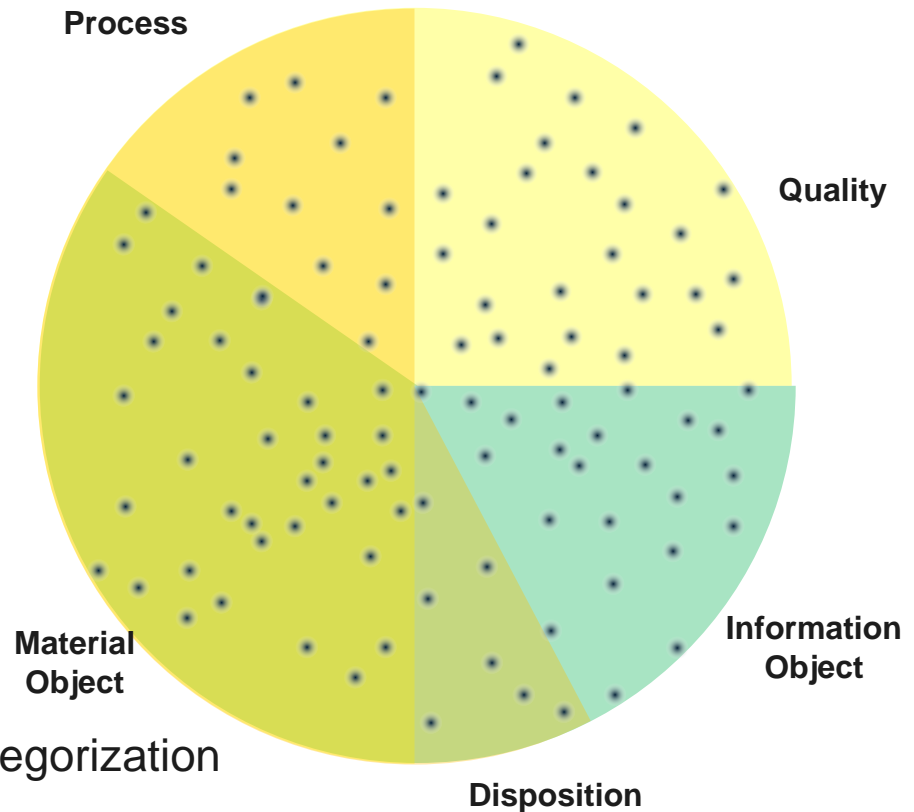 Process
Quality
Material
Object
Information
Object
egorization
Disposition